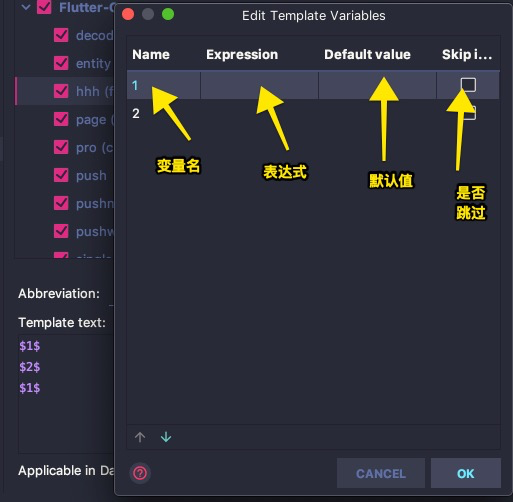 Edit Template Variables
Flutter-
decod
entity
hhh (f
page (
pro (c
push
pushn
pushw
Name Expression Default value Skip i...
1
2
变量名
表达式
默认值
是否
跳过
Abbreviation:
Template text:
$1$
$2$
$1$
Applicable in Da
CANCEL OK